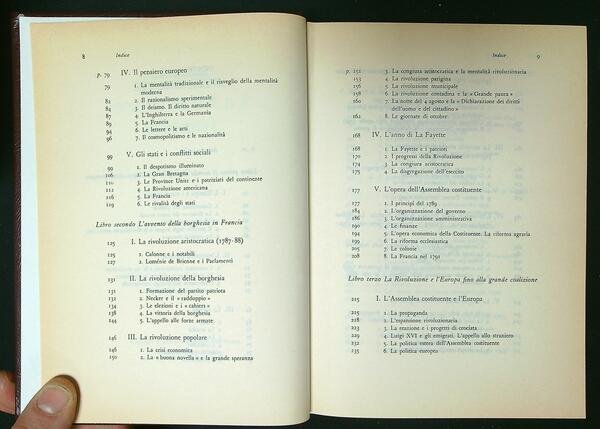 8 Indice
p. 79 IV. Il pensiero europeo
79 1. La mentalità tradizionale e il risveglio della mentalità
moderna
82 2. Il razionalismo sperimentale
84 3. Il deismo. Il diritto naturale
87 4. L'Inghilterra e la Germania
91 5. La Francia
94 6. Le lettere e le arti
96 7. Il cosmopolitismo e le nazionalità
99 V. Gli stati e i conflitti sociali
99 1. Il despotismo illuminato
106 2. La Gran Bretagna
110 3. Le Province Unite e i patriziati del continente
112 4. La Rivoluzione americana
116 5. La Francia
119 6. La rivalità degli stati
Libro secondo L'avvento della borghesia in Francia
125 I. La rivoluzione aristocratica (1787-88)
125 1. Calonne e i notabili
127 2. Loménie de Brienne e i Parlamenti
131 II. La rivoluzione della borghesia
131 1. Formazione del partito patriota
132 2. Necker e il « raddoppio »
134 3. Le elezioni e i « cahiers »
138 4. La vittoria della borghesia
144 5. L'appello alle forze armate
146 III. La rivoluzione popolare
146 1. La crisi economica
150 2. La « buona novella » e la grande speranza
Indice 9
p. 151 3. La congiura aristocratica e la mentalità rivoluzionaria
154 4. La rivoluzione parigina
156 5. La rivoluzione municipale
158 6. La rivoluzione contadina e la « Grande paura »
160 7. La notte del 4 agosto e la « Dichiarazione dei diritti
dell'uomo e del cittadino »
162 8. Le giornate di ottobre
168 IV. L'anno di La Fayette
168 1. La Fayette e i patrioti
170 2. I progressi della Rivoluzione
173 3. La congiura aristocratica
175 4. La disgregazione dell'esercito
177 V. L'opera dell'Assemblea costituente
177 1. I principî del 1789
182 2. L'organizzazione del governo
186 3. L'organizzazione amministrativa
190 4. Le finanze
194 5. L'opera economica della Costituente. La riforma agraria
201 6. La riforma ecclesiastica
207 7. Le colonie
208 8. La Francia nel 1791
Libro terzo La Rivoluzione e l'Europa fino alla grande coalizione
215 I. L'Assemblea costituente e l'Europa
215 1. La propaganda
218 2. L'espansione rivoluzionaria
223 3. La reazione e i progetti di crociata
229 4. Luigi XVI e gli emigrati. L'appello allo straniero
232 5. La politica estera dell'Assemblea costituente
235 6. La politica europea